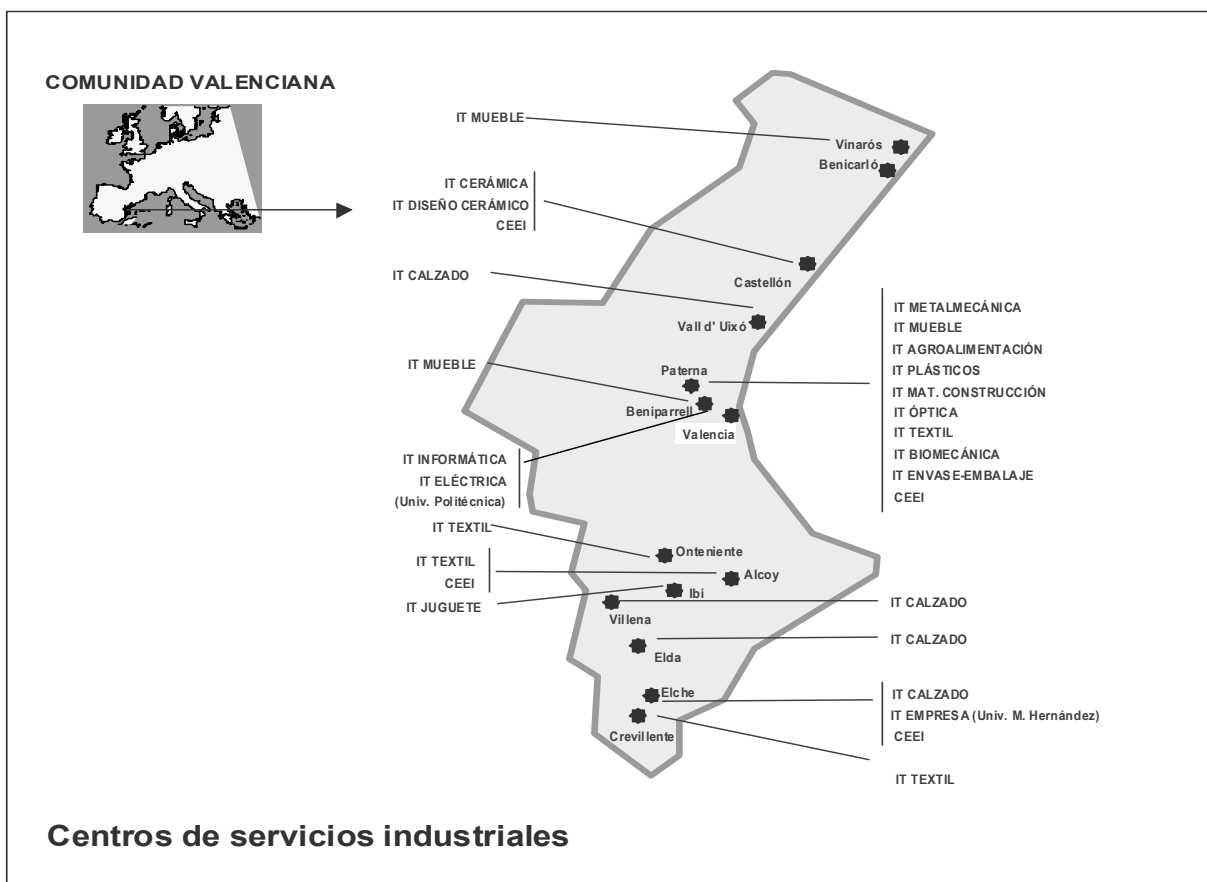 COMUNIDAD VALENCIANA
IT MUEBLE
Vinarós
Benicarló
IT CERÁMICA
IT DISEÑO CERÁMICO
CEEI
Castellón
IT CALZADO
Vall d' Uixó
IT METALMECÁNICA
IT MUEBLE
IT AGROALIMENTACIÓN
IT PLÁSTICOS
IT MAT. CONSTRUCCIÓN
IT ÓPTICA
IT TEXTIL
IT BIOMECÁNICA
IT ENVASE-EMBALAJE
CEEI
IT MUEBLE
Paterna
Beniparrell
Valencia
IT INFORMÁTICA
IT ELÉCTRICA
(Univ. Politécnica)
IT TEXTIL
Onteniente
IT TEXTIL
CEEI
Alcoy
IT JUGUETE
Ibi
Villena
IT CALZADO
Elda
IT CALZADO
Elche
IT CALZADO
IT EMPRESA (Univ. M. Hernández)
CEEI
Crevillente
IT TEXTIL
Centros de servicios industriales